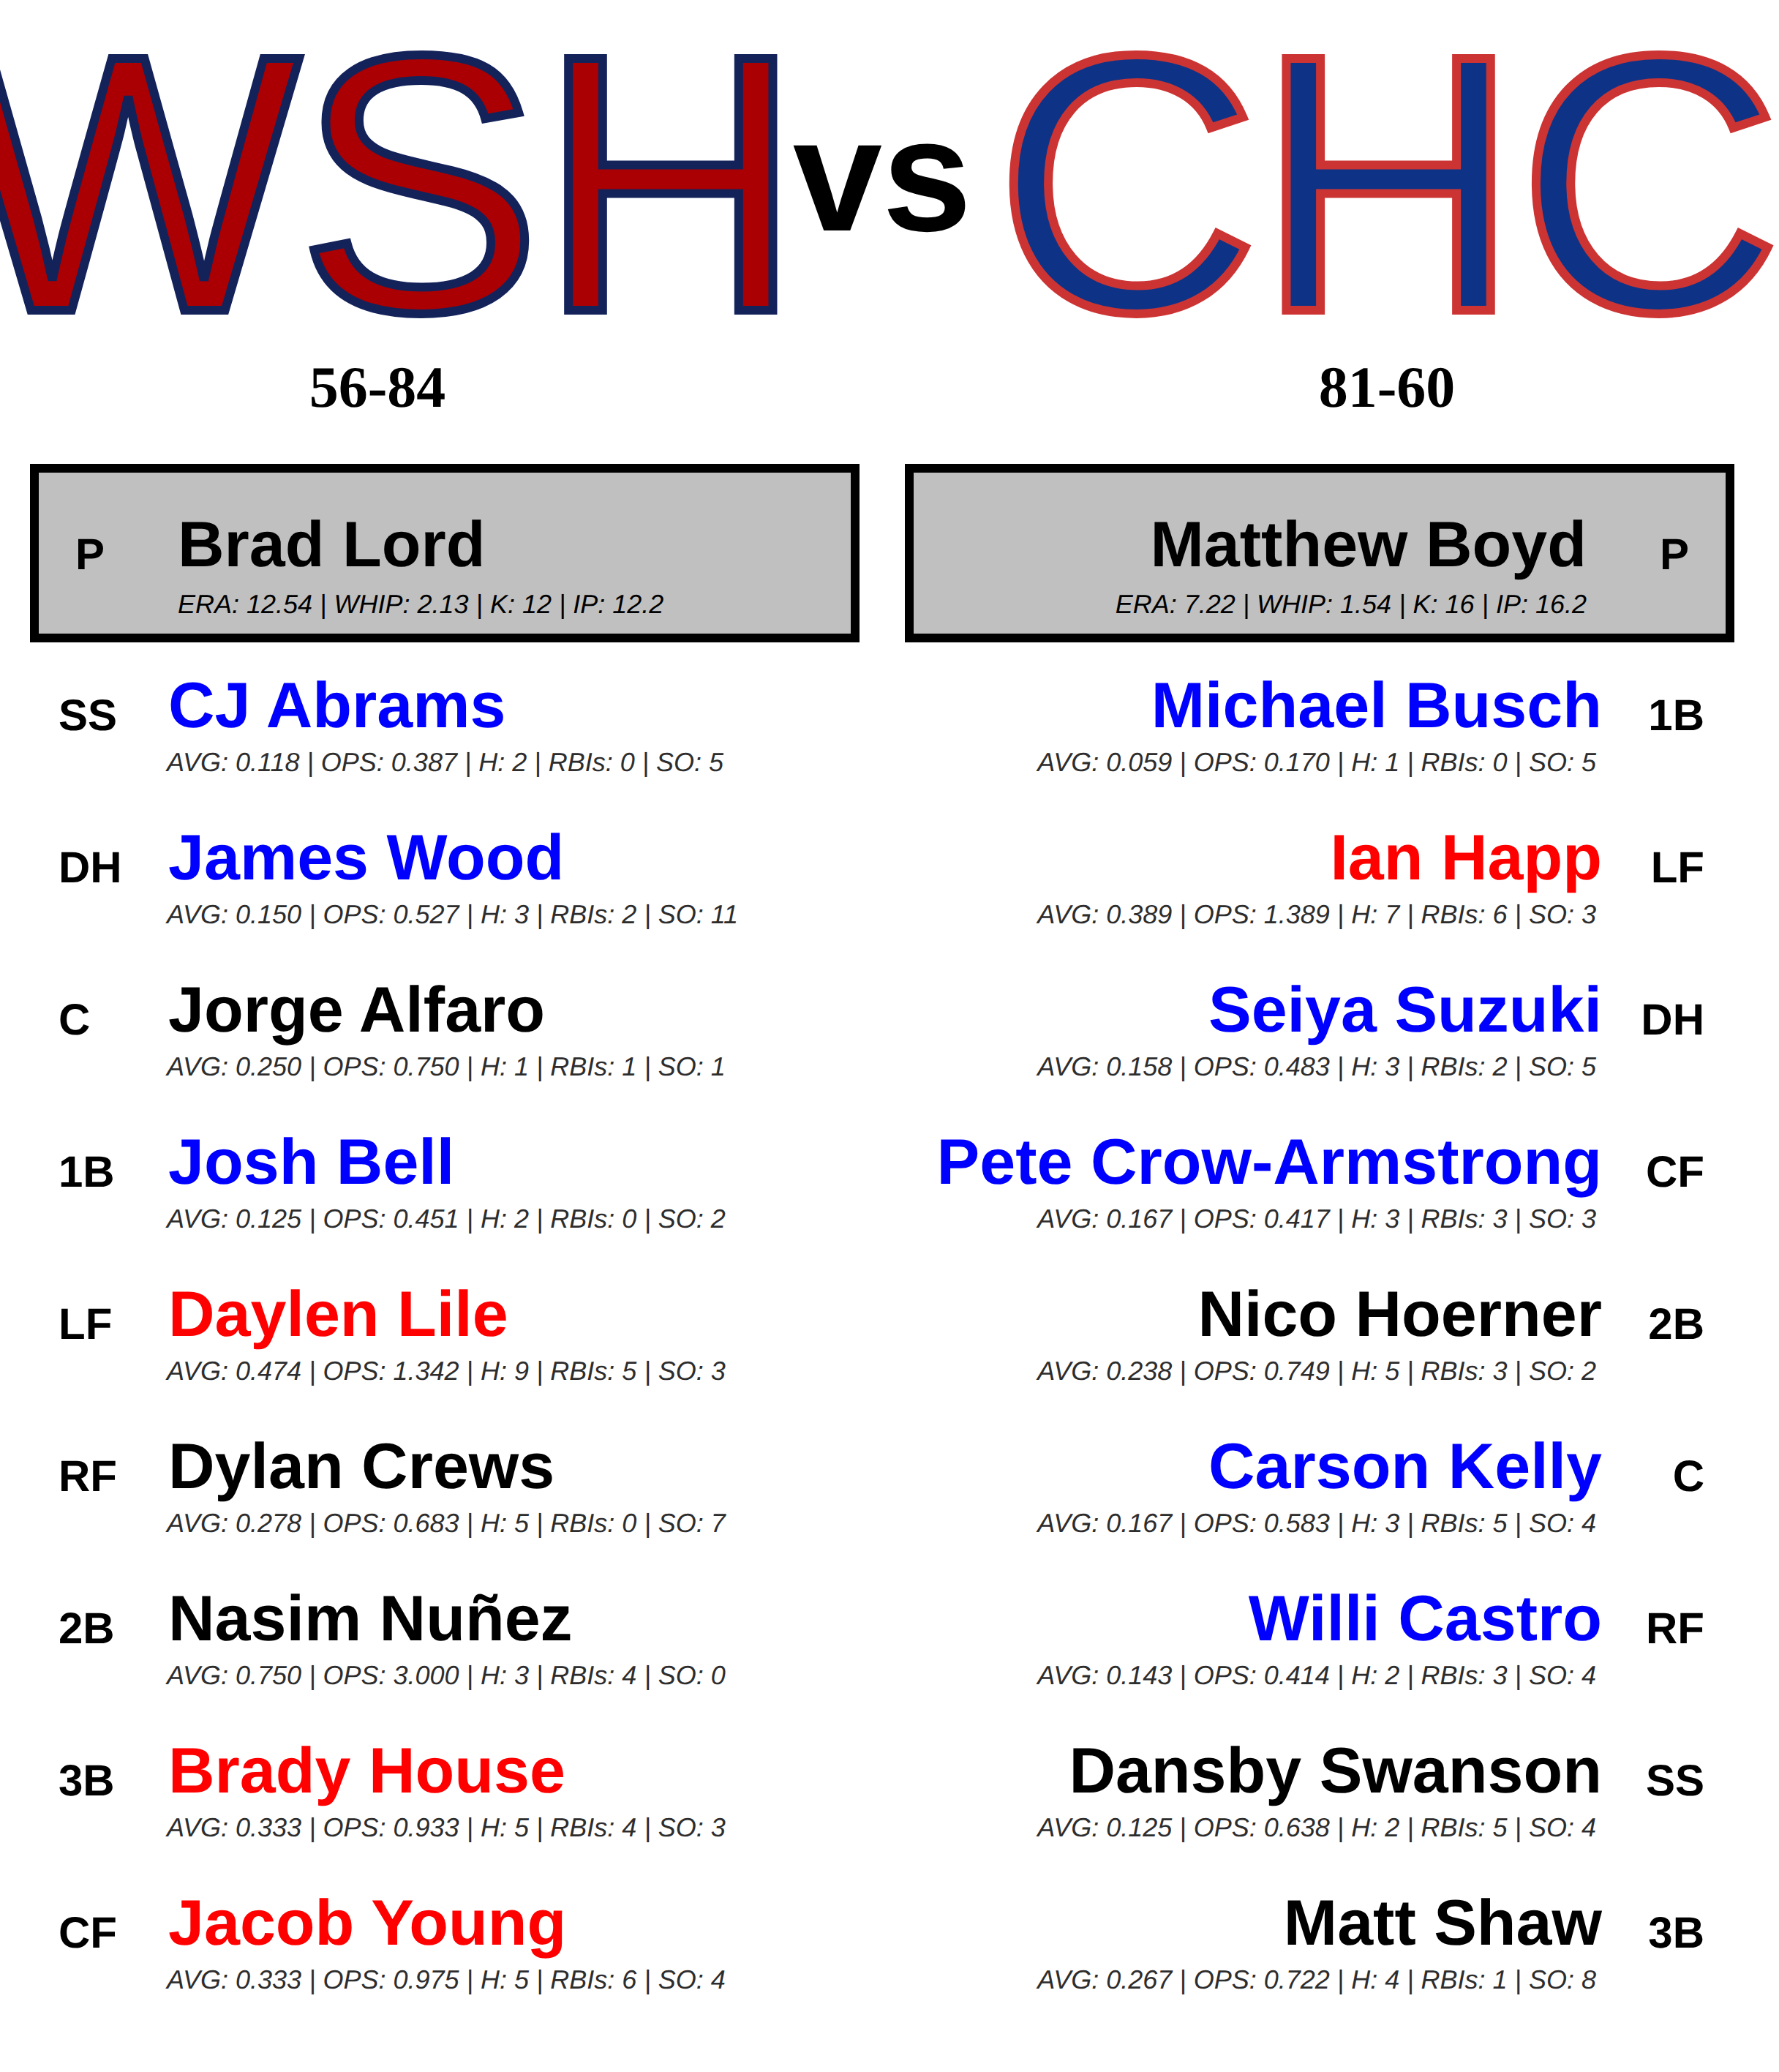 WSH vs CHC
56-84 81-60
P Brad Lord
ERA: 12.54 | WHIP: 2.13 | K: 12 | IP: 12.2
Matthew Boyd P
ERA: 7.22 | WHIP: 1.54 | K: 16 | IP: 16.2
SS CJ Abrams
AVG: 0.118 | OPS: 0.387 | H: 2 | RBIs: 0 | SO: 5
DH James Wood
AVG: 0.150 | OPS: 0.527 | H: 3 | RBIs: 2 | SO: 11
C Jorge Alfaro
AVG: 0.250 | OPS: 0.750 | H: 1 | RBIs: 1 | SO: 1
1B Josh Bell
AVG: 0.125 | OPS: 0.451 | H: 2 | RBIs: 0 | SO: 2
LF Daylen Lile
AVG: 0.474 | OPS: 1.342 | H: 9 | RBIs: 5 | SO: 3
RF Dylan Crews
AVG: 0.278 | OPS: 0.683 | H: 5 | RBIs: 0 | SO: 7
2B Nasim Nuñez
AVG: 0.750 | OPS: 3.000 | H: 3 | RBIs: 4 | SO: 0
3B Brady House
AVG: 0.333 | OPS: 0.933 | H: 5 | RBIs: 4 | SO: 3
CF Jacob Young
AVG: 0.333 | OPS: 0.975 | H: 5 | RBIs: 6 | SO: 4
Michael Busch 1B
AVG: 0.059 | OPS: 0.170 | H: 1 | RBIs: 0 | SO: 5
Ian Happ LF
AVG: 0.389 | OPS: 1.389 | H: 7 | RBIs: 6 | SO: 3
Seiya Suzuki DH
AVG: 0.158 | OPS: 0.483 | H: 3 | RBIs: 2 | SO: 5
Pete Crow-Armstrong CF
AVG: 0.167 | OPS: 0.417 | H: 3 | RBIs: 3 | SO: 3
Nico Hoerner 2B
AVG: 0.238 | OPS: 0.749 | H: 5 | RBIs: 3 | SO: 2
Carson Kelly C
AVG: 0.167 | OPS: 0.583 | H: 3 | RBIs: 5 | SO: 4
Willi Castro RF
AVG: 0.143 | OPS: 0.414 | H: 2 | RBIs: 3 | SO: 4
Dansby Swanson SS
AVG: 0.125 | OPS: 0.638 | H: 2 | RBIs: 5 | SO: 4
Matt Shaw 3B
AVG: 0.267 | OPS: 0.722 | H: 4 | RBIs: 1 | SO: 8